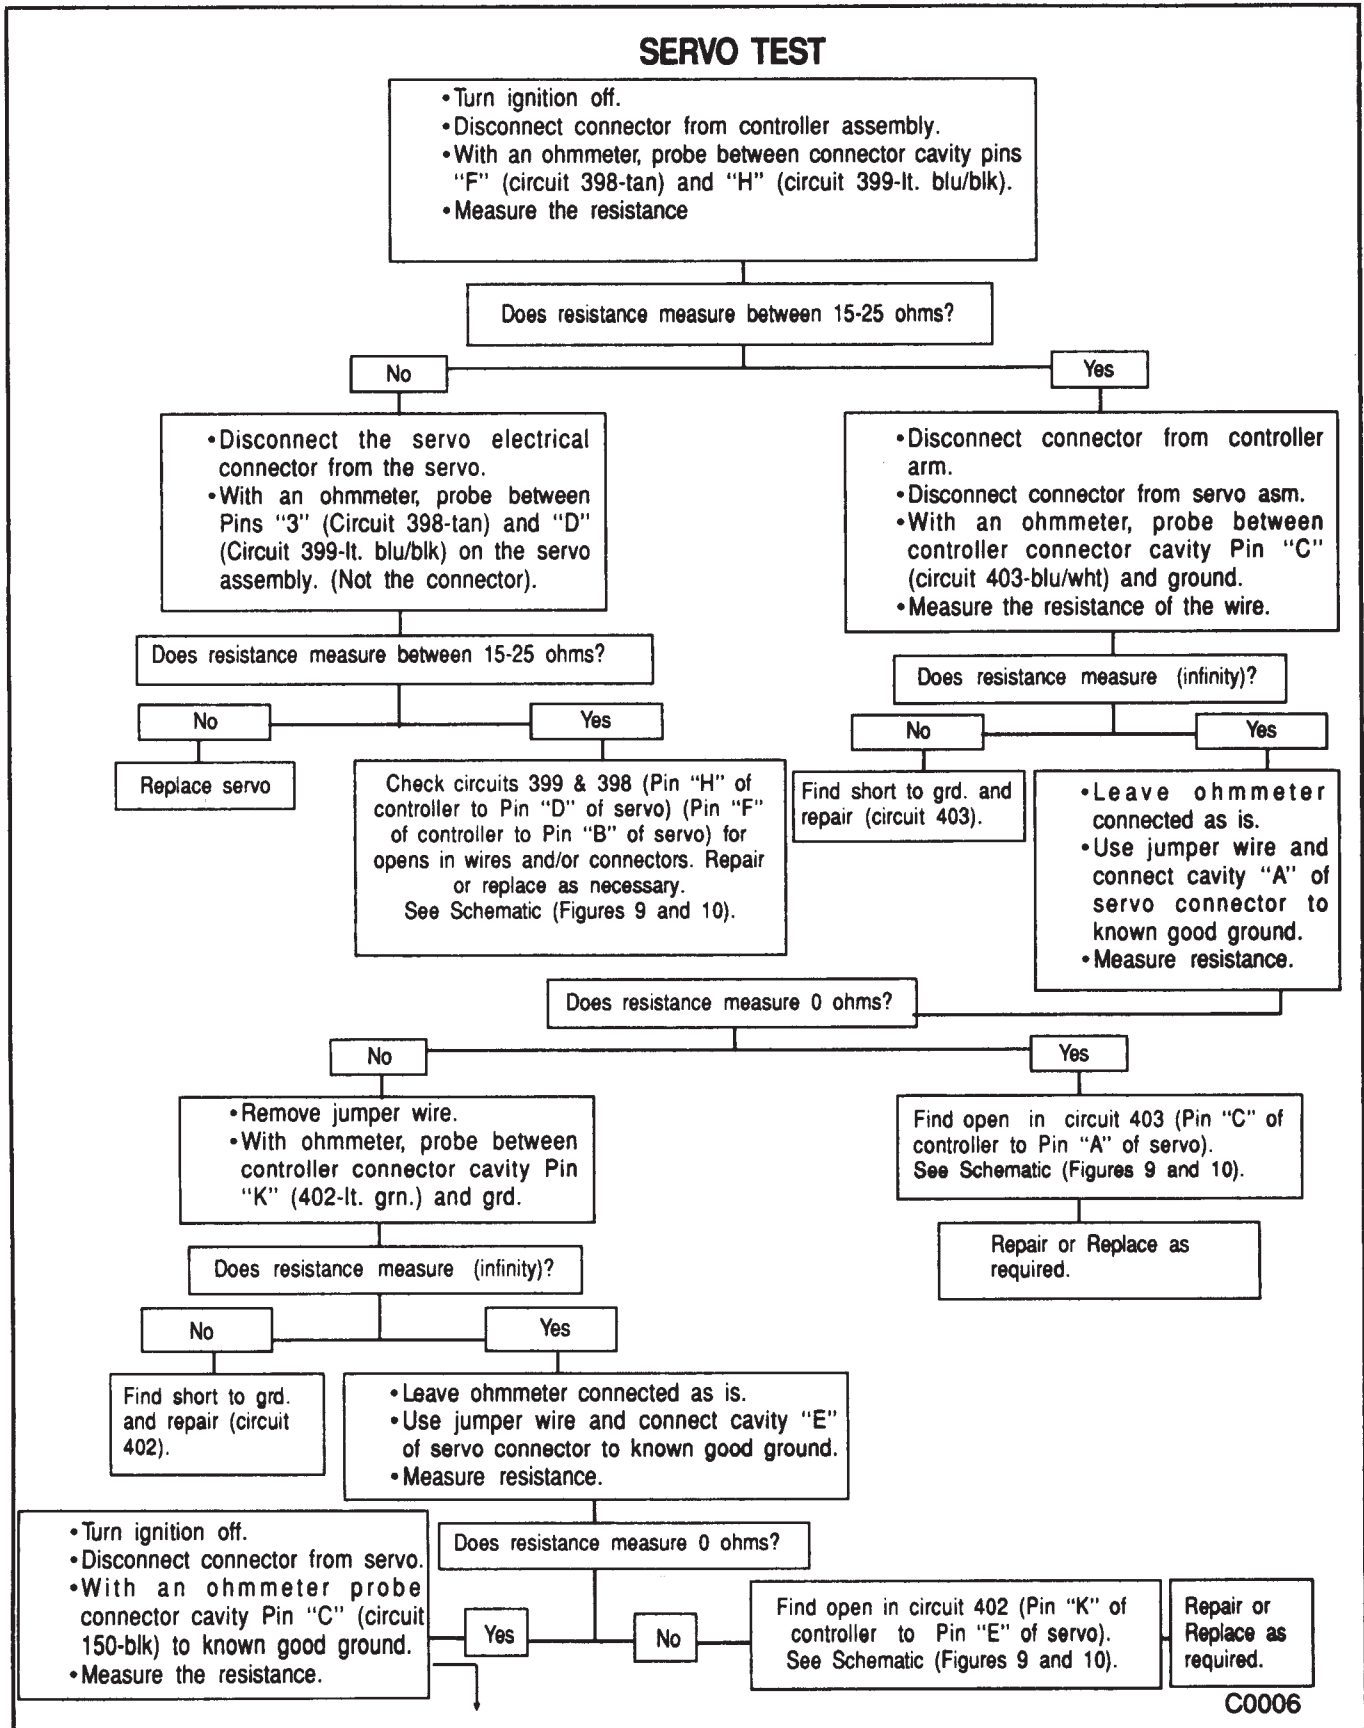 SERVO TEST
•Turn ignition off.
•Disconnect connector from controller assembly.
•With an ohmmeter, probe between connector cavity pins
“F” (circuit 398-tan) and “H” (circuit 399-lt. blu/blk).
•Measure the resistance
Does resistance measure between 15-25 ohms?
No
Yes
•Disconnect the servo electrical
connector from the servo.
•With an ohmmeter, probe between
Pins “3” (Circuit 398-tan) and “D”
(Circuit 399-lt. blu/blk) on the servo
assembly. (Not the connector).
•Disconnect connector from controller
arm.
•Disconnect connector from servo asm.
•With an ohmmeter, probe between
controller connector cavity Pin “C”
(circuit 403-blu/wht) and ground.
•Measure the resistance of the wire.
Does resistance measure between 15-25 ohms?
Does resistance measure (infinity)?
No
Yes
No
Yes
Replace servo
Check circuits 399 & 398 (Pin “H” of
controller to Pin “D” of servo) (Pin “F”
of controller to Pin “B” of servo) for
opens in wires and/or connectors. Repair
or replace as necessary.
See Schematic (Figures 9 and 10).
Find short to grd. and
repair (circuit 403).
•Leave ohmmeter
connected as is.
•Use jumper wire and
connect cavity “A” of
servo connector to
known good ground.
•Measure resistance.
Does resistance measure 0 ohms?
No
Yes
•Remove jumper wire.
•With ohmmeter, probe between
controller connector cavity Pin
“K” (402-lt. grn.) and grd.
Find open in circuit 403 (Pin “C” of
controller to Pin “A” of servo).
See Schematic (Figures 9 and 10).
Repair or Replace as
required.
Does resistance measure (infinity)?
No
Yes
Find short to grd.
and repair (circuit
402).
•Leave ohmmeter connected as is.
•Use jumper wire and connect cavity “E”
of servo connector to known good ground.
•Measure resistance.
Does resistance measure 0 ohms?
•Turn ignition off.
•Disconnect connector from servo.
•With an ohmmeter probe
connector cavity Pin “C” (circuit
150-blk) to known good ground.
•Measure the resistance.
Yes
No
Find open in circuit 402 (Pin “K” of
controller to Pin “E” of servo).
See Schematic (Figures 9 and 10).
Repair or
Replace as
required.
C0006